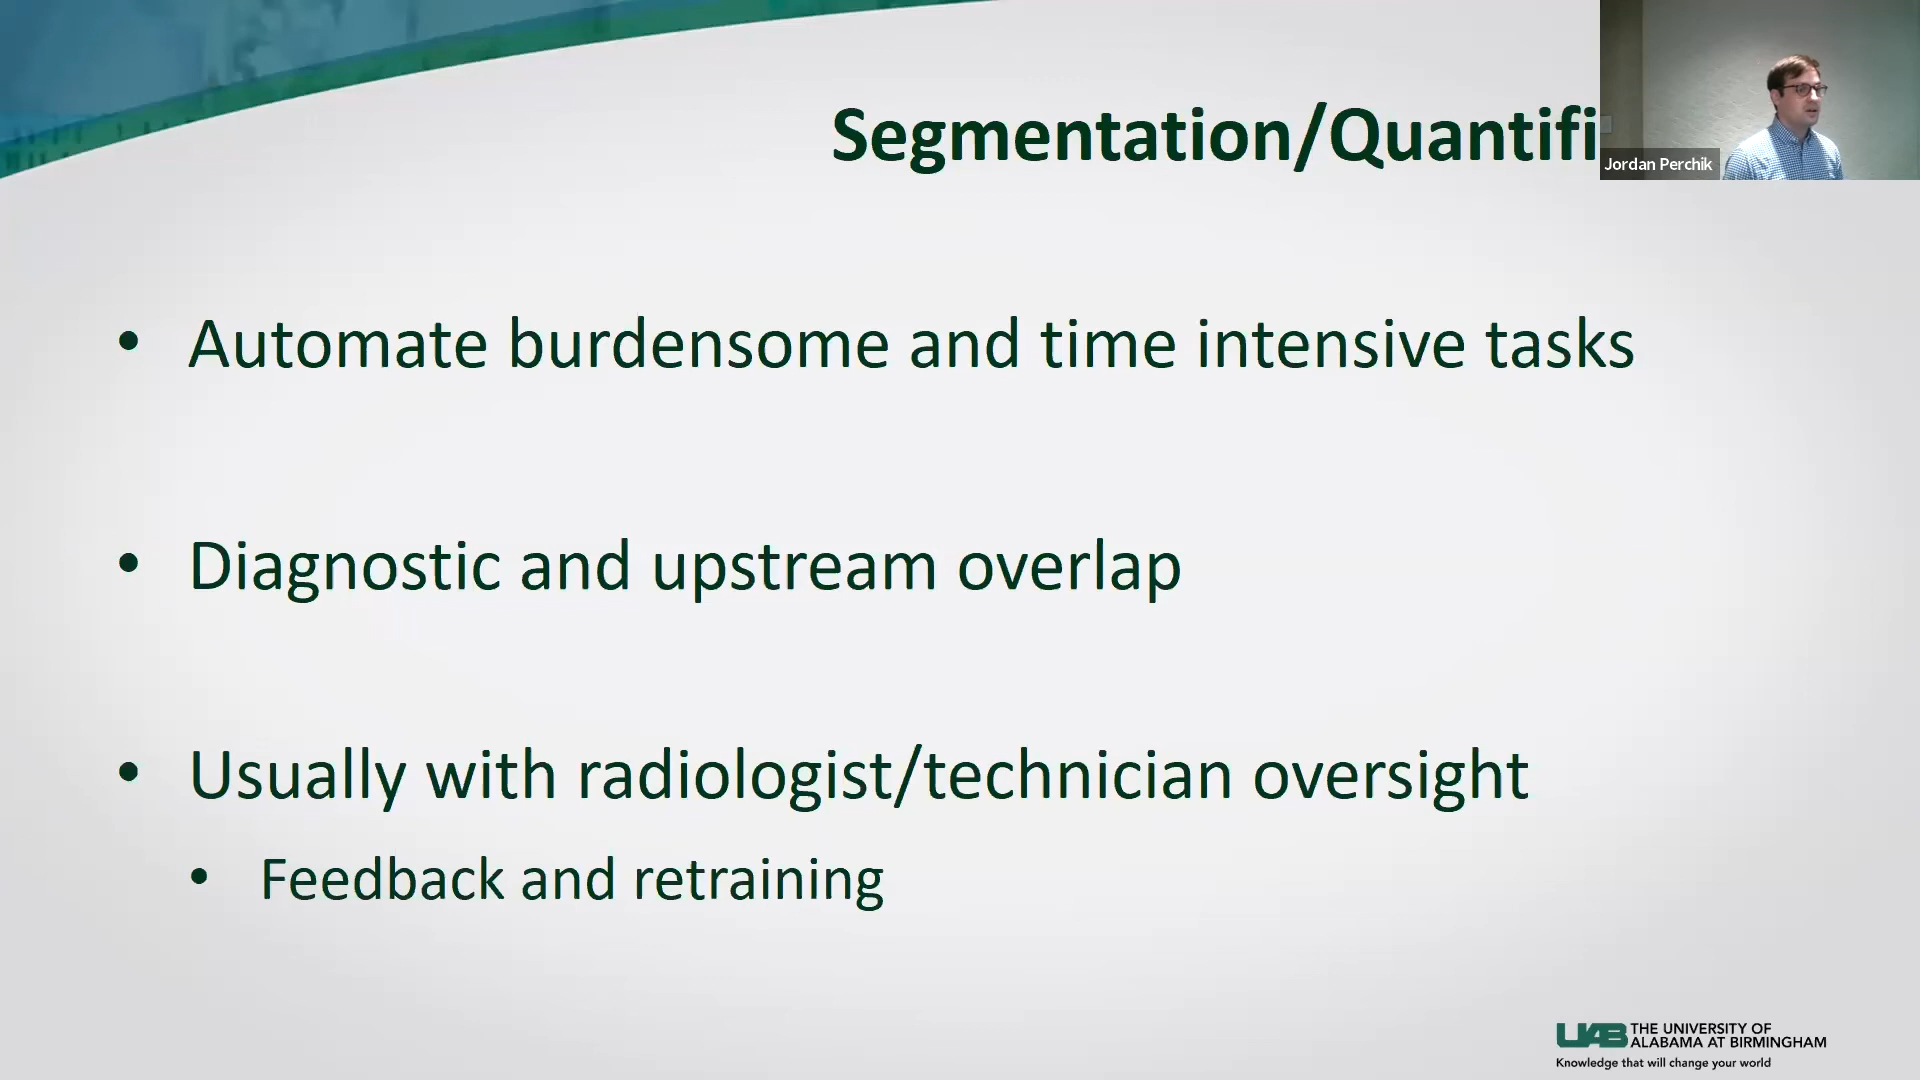 Segmentation/Quantifi
Jordan Perchik
• Automate burdensome and time intensive tasks
• Diagnostic and upstream overlap
• Usually with radiologist/technician oversight
• Feedback and retraining
UAB THE UNIVERSITY OF
ALABAMA AT BIRMINGHAM
Knowledge that will change your world